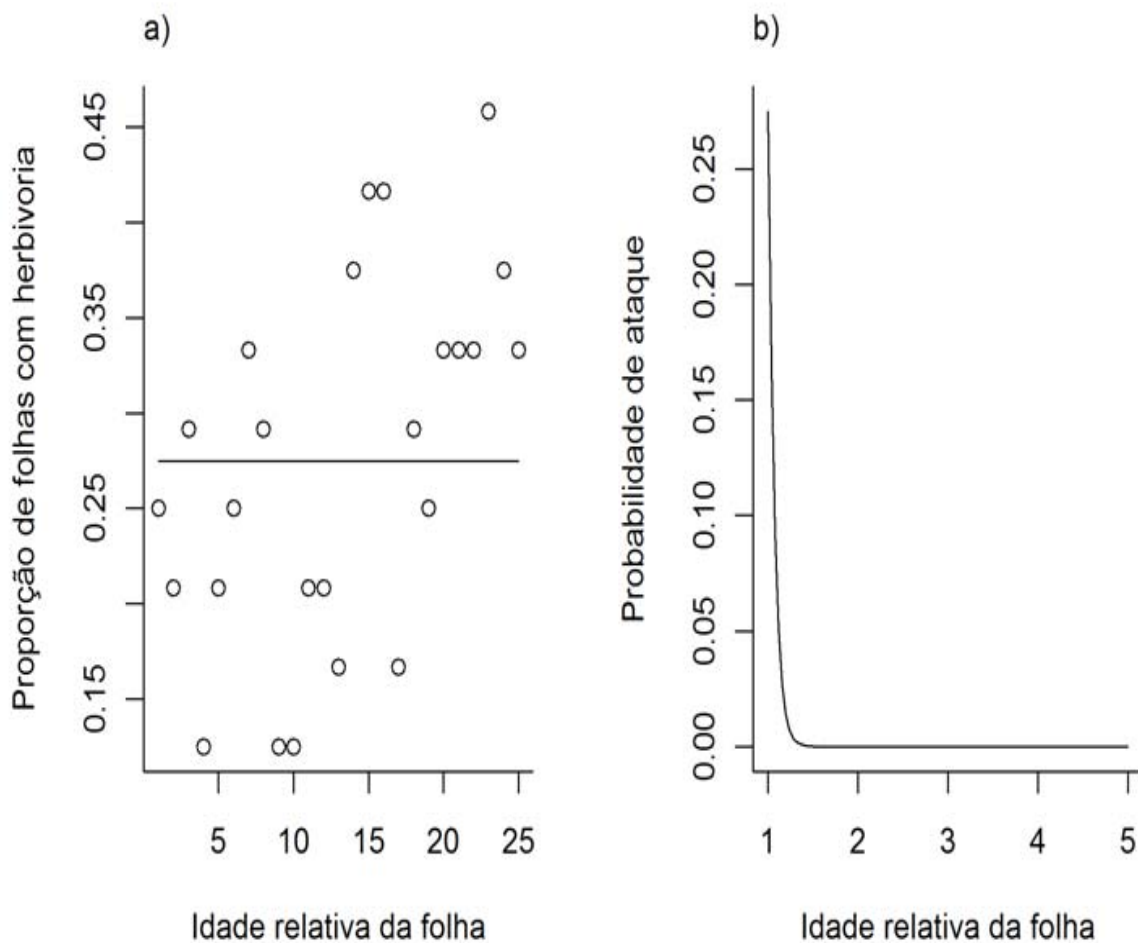 a)
Proporção de folhas com herbivoria
0.45
0.35
0.25
0.15
5 10 15 20 25
Idade relativa da folha
b)
Probabilidade de ataque
0.25
0.20
0.15
0.10
0.05
0.00
1 2 3 4 5
Idade relativa da folha